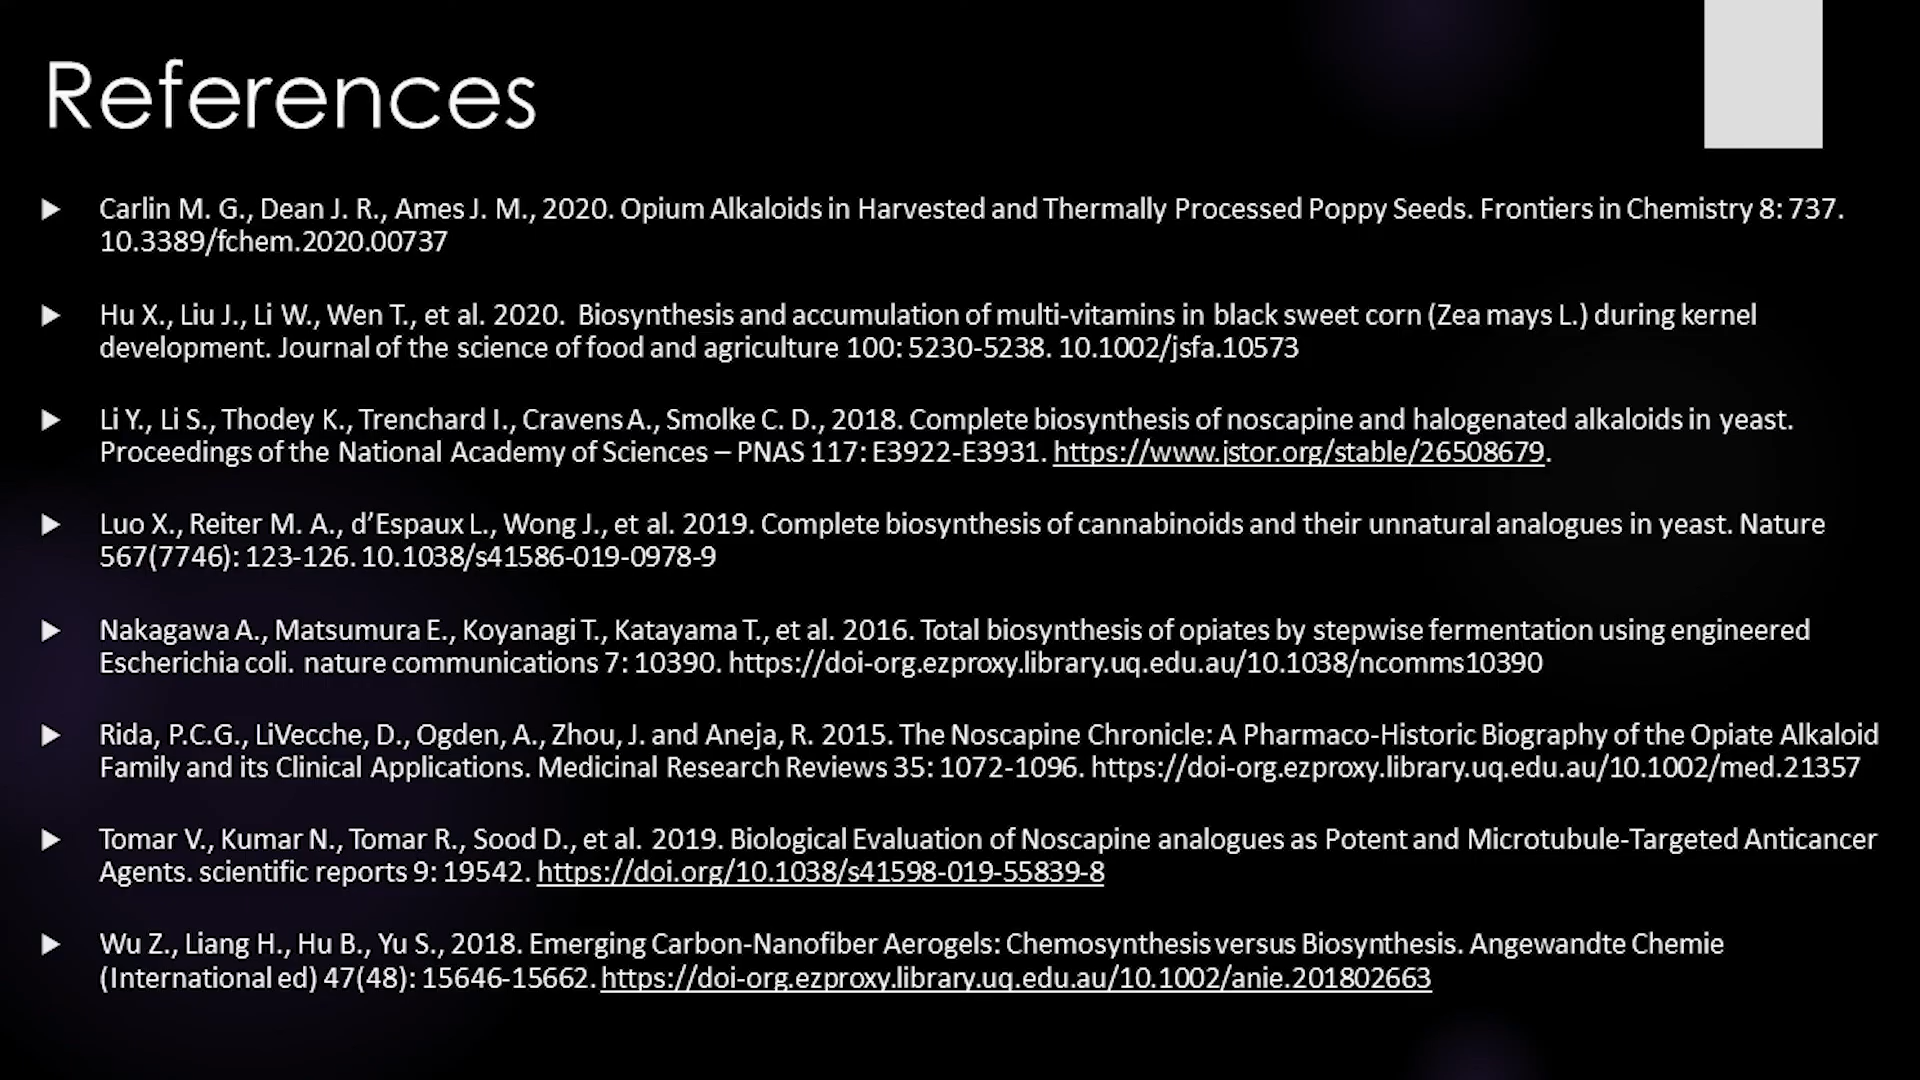 References
Carlin M. G., Dean J. R., Ames J. M., 2020. Opium Alkaloids in Harvested and Thermally Processed Poppy Seeds. Frontiers in Chemistry 8: 737.
10.3389/fchem.2020.00737
Hu X., Liu J., Li W., Wen T., et al. 2020. Biosynthesis and accumulation of multi-vitamins in black sweet corn (Zea mays L.) during kernel
development. Journal of the science of food and agriculture 100: 5230-5238. 10.1002/jsfa.10573
Li Y., Li S., Thodey K., Trenchard I., Cravens A., Smolke C. D., 2018. Complete biosynthesis of noscapine and halogenated alkaloids in yeast.
Proceedings of the National Academy of Sciences – PNAS 117: E3922-E3931. https://www.jstor.org/stable/26508679.
Luo X., Reiter M. A., d’Espaux L., Wong J., et al. 2019. Complete biosynthesis of cannabinoids and their unnatural analogues in yeast. Nature
567(7746): 123-126. 10.1038/s41586-019-0978-9
Nakagawa A., Matsumura E., Koyanagi T., Katayama T., et al. 2016. Total biosynthesis of opiates by stepwise fermentation using engineered
Escherichia coli. nature communications 7: 10390. https://doi-org.ezproxy.library.uq.edu.au/10.1038/ncomms10390
Rida, P.C.G., LiVecche, D., Ogden, A., Zhou, J. and Aneja, R. 2015. The Noscapine Chronicle: A Pharmaco-Historic Biography of the Opiate Alkaloid
Family and its Clinical Applications. Medicinal Research Reviews 35: 1072-1096. https://doi-org.ezproxy.library.uq.edu.au/10.1002/med.21357
Tomar V., Kumar N., Tomar R., Sood D., et al. 2019. Biological Evaluation of Noscapine analogues as Potent and Microtubule-Targeted Anticancer
Agents. scientific reports 9: 19542. https://doi.org/10.1038/s41598-019-55839-8
Wu Z., Liang H., Hu B., Yu S., 2018. Emerging Carbon-Nanofiber Aerogels: Chemosynthesis versus Biosynthesis. Angewandte Chemie
(International ed) 47(48): 15646-15662. https://doi-org.ezproxy.library.uq.edu.au/10.1002/anie.201802663